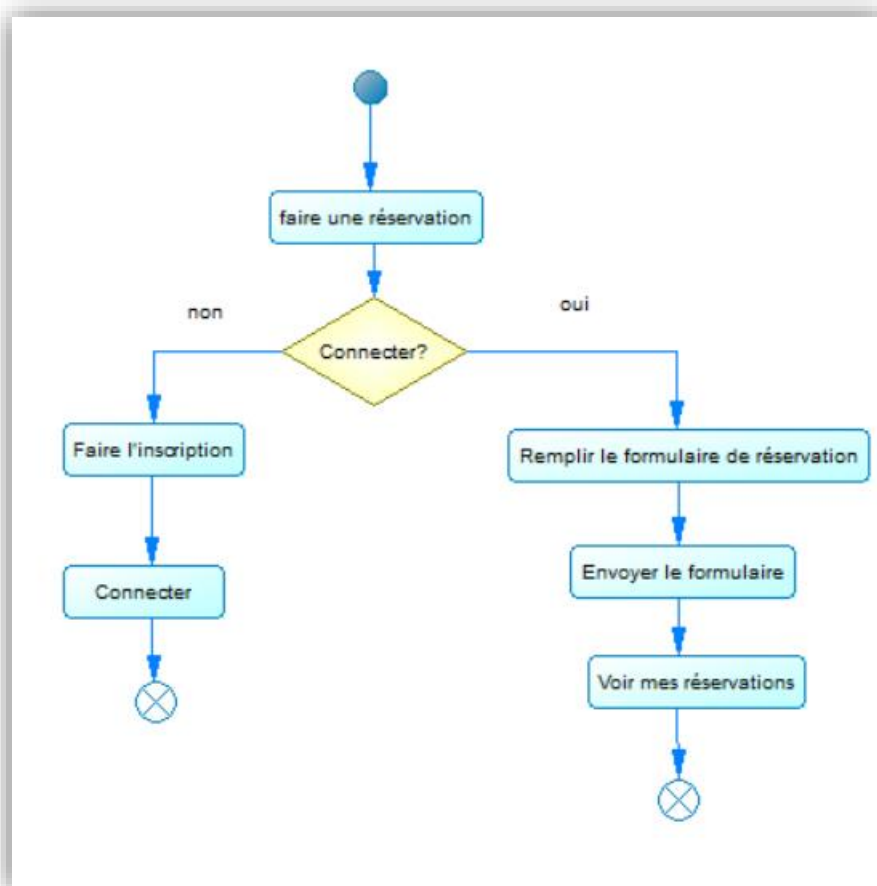 faire une réservation
non
oui
Connecter?
Faire l'inscription
Remplir le formulaire de réservation
Envoyer le formulaire
Connecter
Voir mes réservations